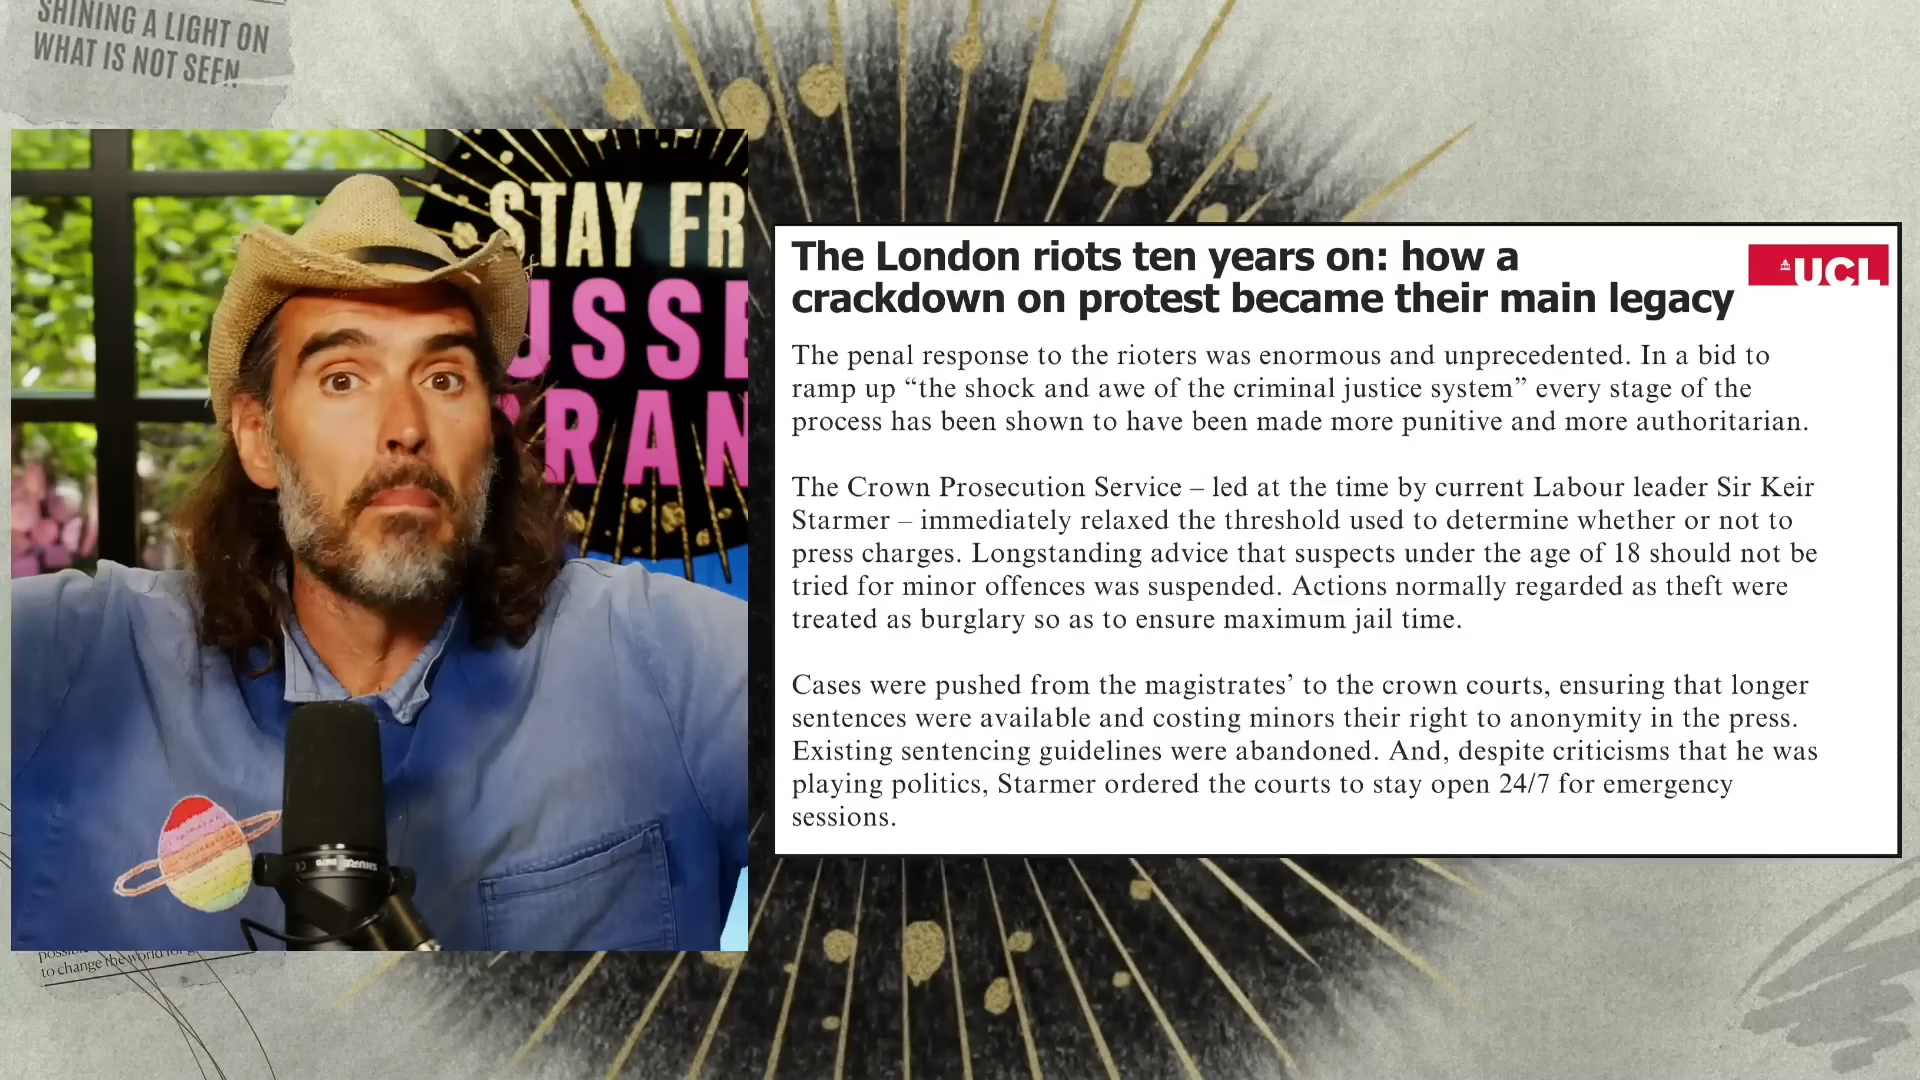 SHINING A LIGHT ON
WHAT IS NOT SEEN
STAY FR
USSE
RAN
SHURE
The London riots ten years on: how a
crackdown on protest became their main legacy
UCL
The penal response to the rioters was enormous and unprecedented. In a bid to
ramp up “the shock and awe of the criminal justice system” every stage of the
process has been shown to have been made more punitive and more authoritarian.
The Crown Prosecution Service – led at the time by current Labour leader Sir Keir
Starmer – immediately relaxed the threshold used to determine whether or not to
press charges. Longstanding advice that suspects under the age of 18 should not be
tried for minor offences was suspended. Actions normally regarded as theft were
treated as burglary so as to ensure maximum jail time.
Cases were pushed from the magistrates’ to the crown courts, ensuring that longer
sentences were available and costing minors their right to anonymity in the press.
Existing sentencing guidelines were abandoned. And, despite criticisms that he was
playing politics, Starmer ordered the courts to stay open 24/7 for emergency
sessions.
to change the world for g